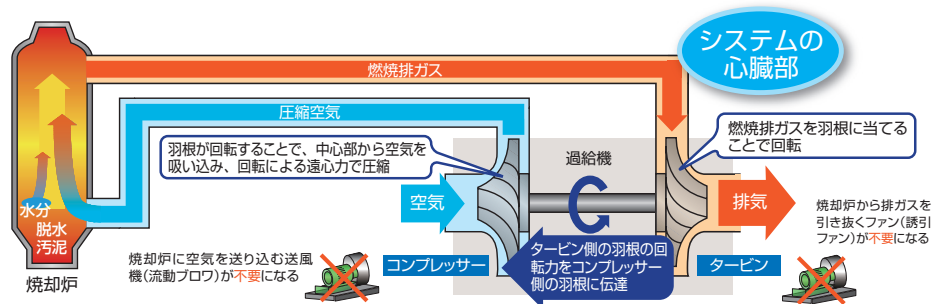 システムの
心臓部
燃焼排ガス
圧縮空気
羽根が回転することで、中心部から空気を
吸い込み、回転による遠心力で圧縮
燃焼排ガスを羽根に当てる
ことで回転
過給機
空気
排気
水分
脱水
汚泥
焼却炉
焼却炉に空気を送り込む送風
機(流動ブロワ)が不要になる
コンプレッサー
タービン側の羽根の回
転力をコンプレッサー
側の羽根に伝達
タービン
焼却炉から排ガスを
引き抜くファン(誘引
ファン)が不要になる